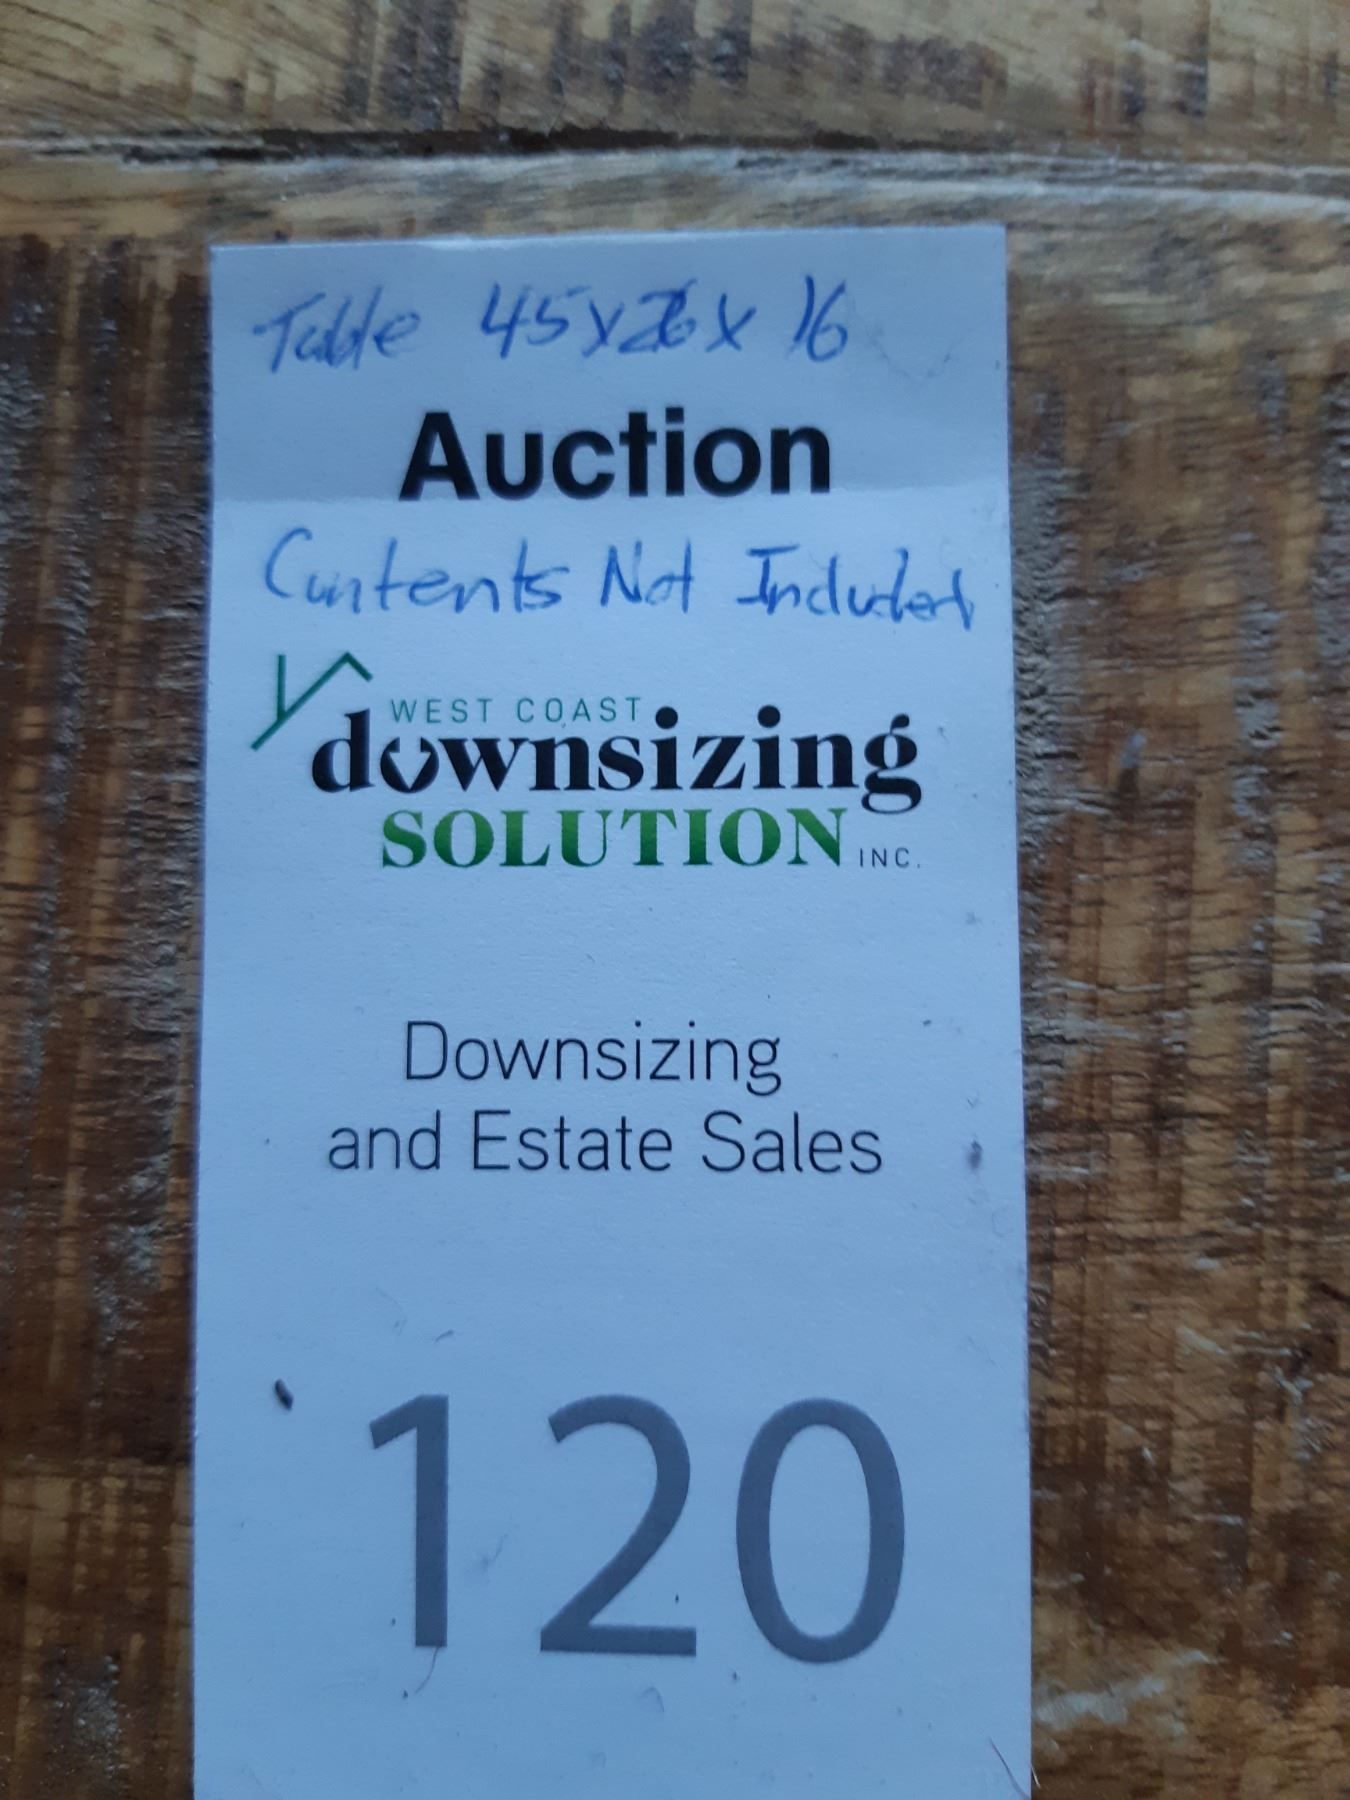 Table 45x26x16
Auction
Contents Not Included
WEST COAST
downsizing
SOLUTION INC.
Downsizing
and Estate Sales
120